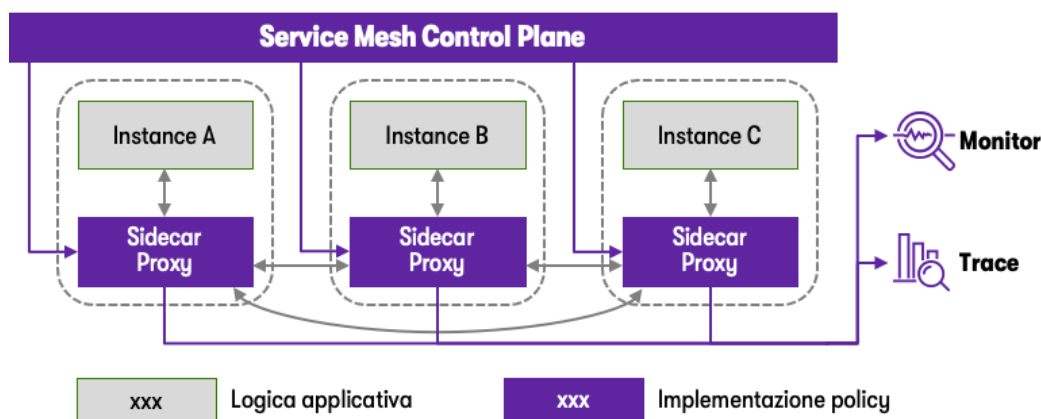 Service Mesh Control Plane
Instance A
Instance B
Instance C
Monitor
Sidecar
Proxy
Sidecar
Proxy
Sidecar
Proxy
Trace
xxx
Logica applicativa
xxx
Implementazione policy